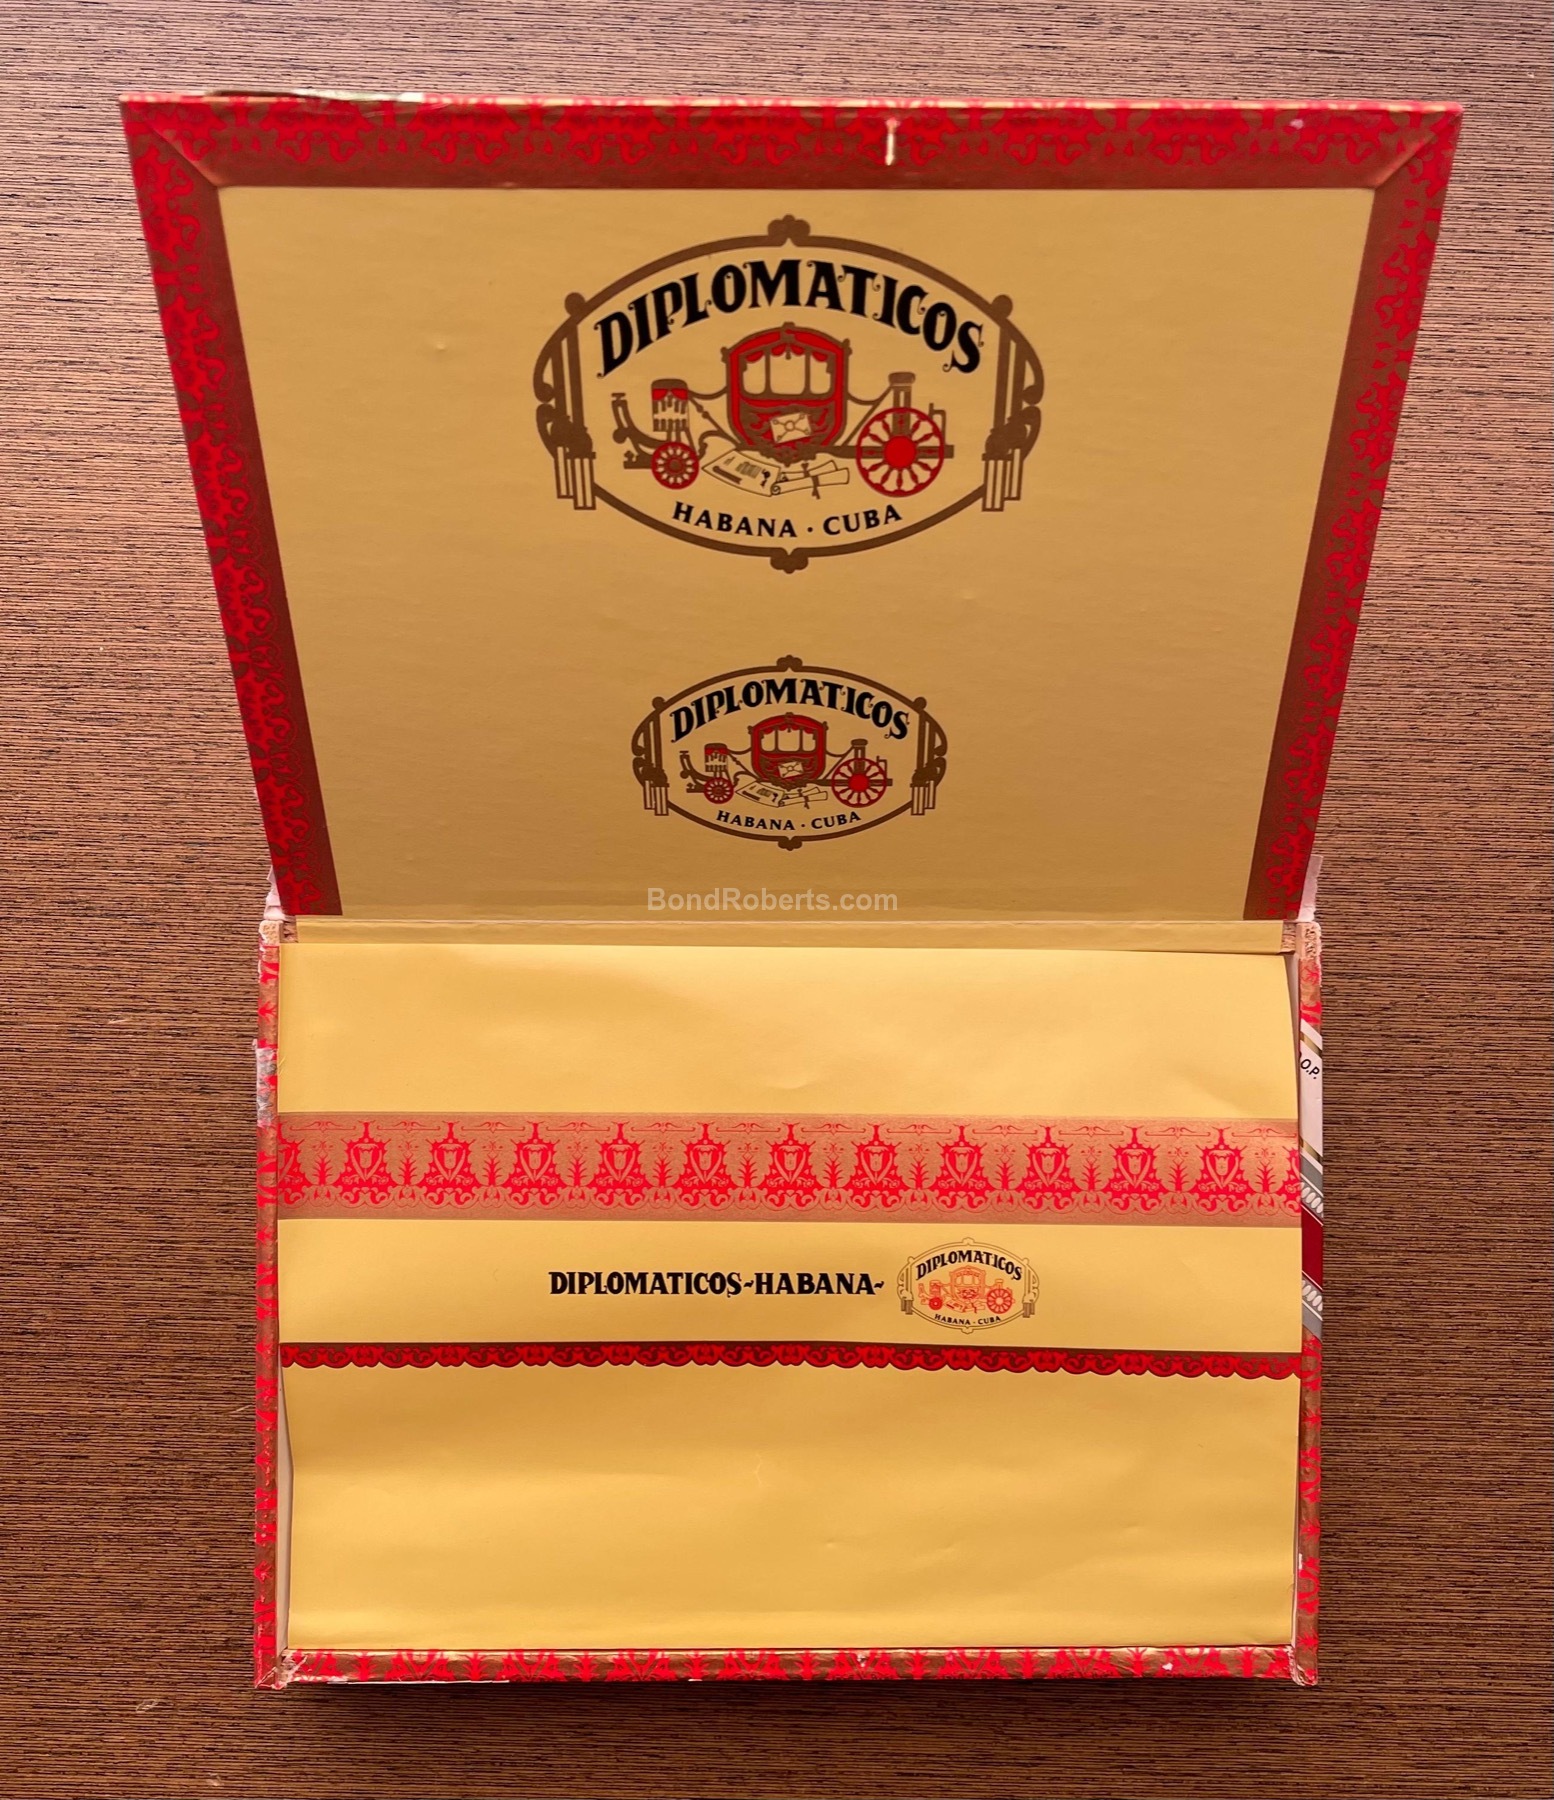 DIPLOMATICOS
HABANA · CUBA
DIPLOMATICOS
HABANA · CUBA
BondRoberts.com
O.P.
DIPLOMATICOS~HABANA~
DIPLOMATICOS
HABANA · CUBA